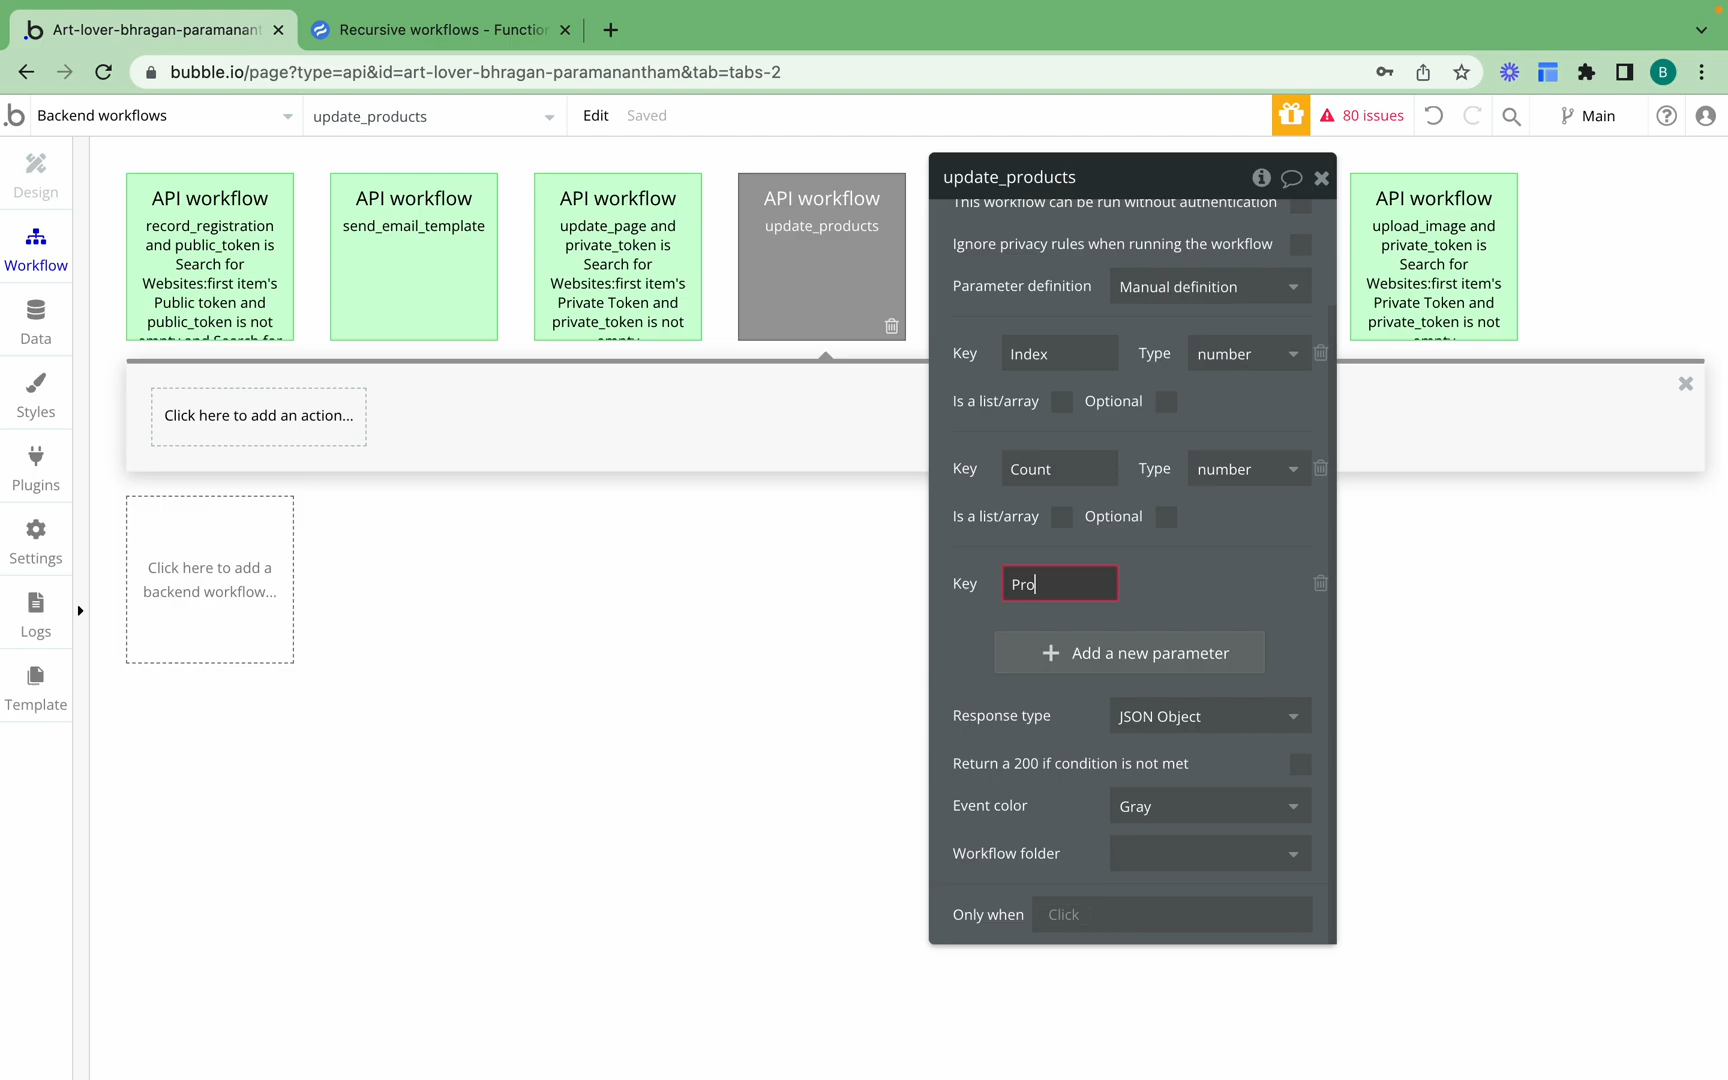 Art-lover-bhragan-paramanant
Recursive workflows - Functio
bubble.io/page?type=api&id=art-lover-bhragan-paramanantham&tab=tabs-2
B
b
Backend workflows
update_products
Edit
Saved
80 issues
Main
Design
Workflow
Data
Styles
Plugins
Settings
Logs
Template
API workflow
record_registration
and public_token is
Search for
Websites:first item's
Public token and
public_token is not
empty and Search for
API workflow
send_email_template
API workflow
update_page and
private_token is
Search for
Websites:first item's
Private Token and
private_token is not
empty
API workflow
update_products
API workflow
upload_image and
private_token is
Search for
Websites:first item's
Private Token and
private_token is not
empty
Click here to add an action...
Click here to add a
backend workflow...
update_products
This workflow can be run without authentication
Ignore privacy rules when running the workflow
Parameter definition
Manual definition
Key
Index
Type
number
Is a list/array
Optional
Key
Count
Type
number
Is a list/array
Optional
Key
Pro
+ Add a new parameter
Response type
JSON Object
Return a 200 if condition is not met
Event color
Gray
Workflow folder
Only when
Click